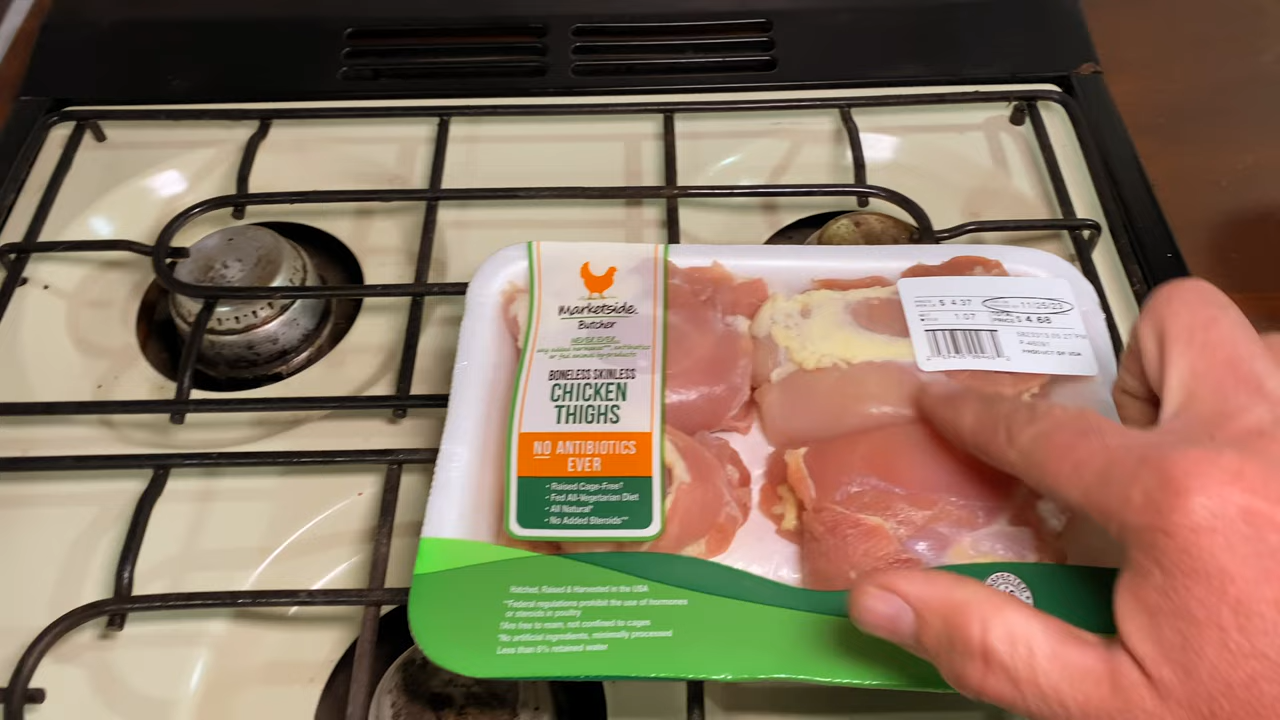 Marketside.
Butcher
BONELESS SKINLESS
CHICKEN
THIGHS
NO ANTIBIOTICS
EVER
• Raised Cage-Free†
• Fed All-Vegetarian Diet
• All Natural*
• No Added Steroids**
Hatched, Raised & Harvested in the USA
**Federal regulations prohibit the use of hormones
or steroids in poultry
†Are free to roam, not confined to cages
*No artificial ingredients, minimally processed
Less than 6% retained water
$ 4.37
1.07
PRICE $ 4.68
PRODUCT OF USA